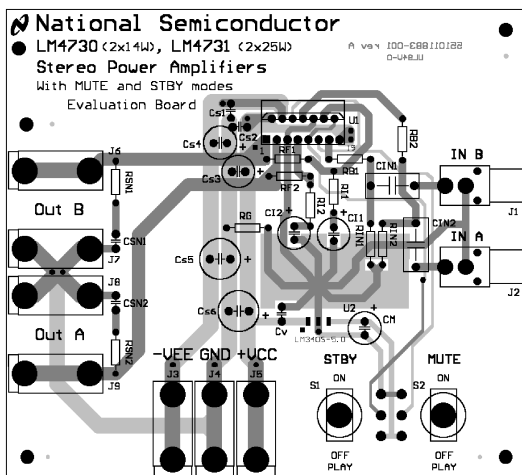 National Semiconductor
LM4730 (2x14W), LM4731 (2x25W)
Stereo Power Amplifiers
With MUTE and STBY modes
Evaluation Board
Cs1
Cs2
U1
Cs4
Cs3
RF1
RF2
RB1
RB2
CIN1
IN B
J1
J6
RSN1
Out B
CSN1
J7
J8
CSN2
Out A
RSN2
J9
RG
CI2
RI2
RI1
CI1
RIN1
RIN2
CIN2
IN A
J2
Cs5
Cs6
Cv
U2
CM
-VEE GND +VCC
J3
J4
J5
STBY
MUTE
S1
ON
S2
ON
OFF
PLAY
OFF
PLAY